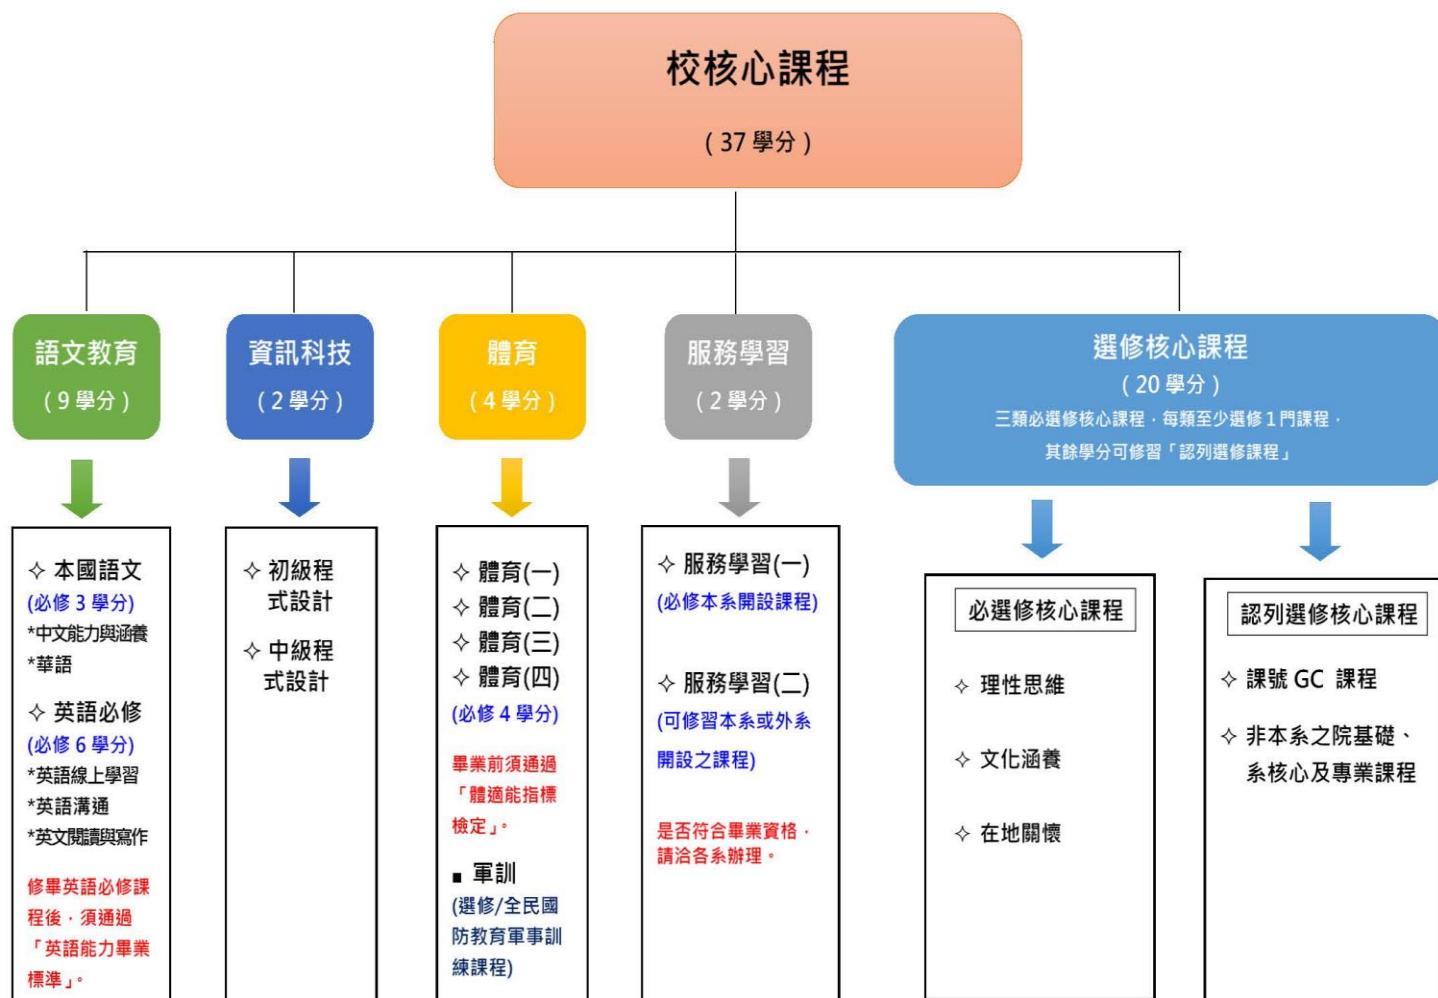 校核心課程
(37 學分)
語文教育
(9 學分)
資訊科技
(2 學分)
體育
(4 學分)
服務學習
(2 學分)
選修核心課程
(20 學分)
三類必選修核心課程，每類至少選修 1 門課程，
其餘學分可修習「認列選修課程」
✧ 本國語文
(必修 3 學分)
*中文能力與涵養
*華語
✧ 英語必修
(必修 6 學分)
*英語線上學習
*英語溝通
*英文閱讀與寫作
修畢英語必修課
程後，須通過
「英語能力畢業
標準」。
✧ 初級程
式設計
✧ 中級程
式設計
✧ 體育(一)
✧ 體育(二)
✧ 體育(三)
✧ 體育(四)
(必修 4 學分)
畢業前須通過
「體適能指標
檢定」。
■ 軍訓
(選修/全民國
防教育軍事訓
練課程)
✧ 服務學習(一)
(必修本系開設課程)
✧ 服務學習(二)
(可修習本系或外系
開設之課程)
是否符合畢業資格，
請洽各系辦理。
必選修核心課程
✧ 理性思維
✧ 文化涵養
✧ 在地關懷
認列選修核心課程
✧ 課號 GC 課程
✧ 非本系之院基礎、
系核心及專業課程